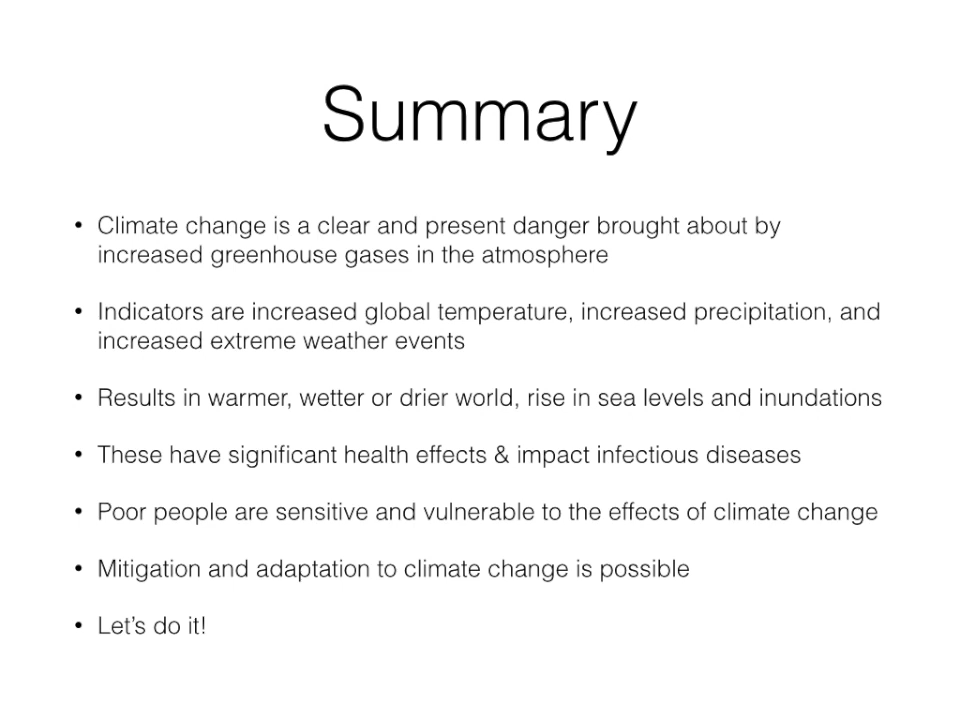 Summary
• Climate change is a clear and present danger brought about by
increased greenhouse gases in the atmosphere
• Indicators are increased global temperature, increased precipitation, and
increased extreme weather events
• Results in warmer, wetter or drier world, rise in sea levels and inundations
• These have significant health effects & impact infectious diseases
• Poor people are sensitive and vulnerable to the effects of climate change
• Mitigation and adaptation to climate change is possible
• Let’s do it!